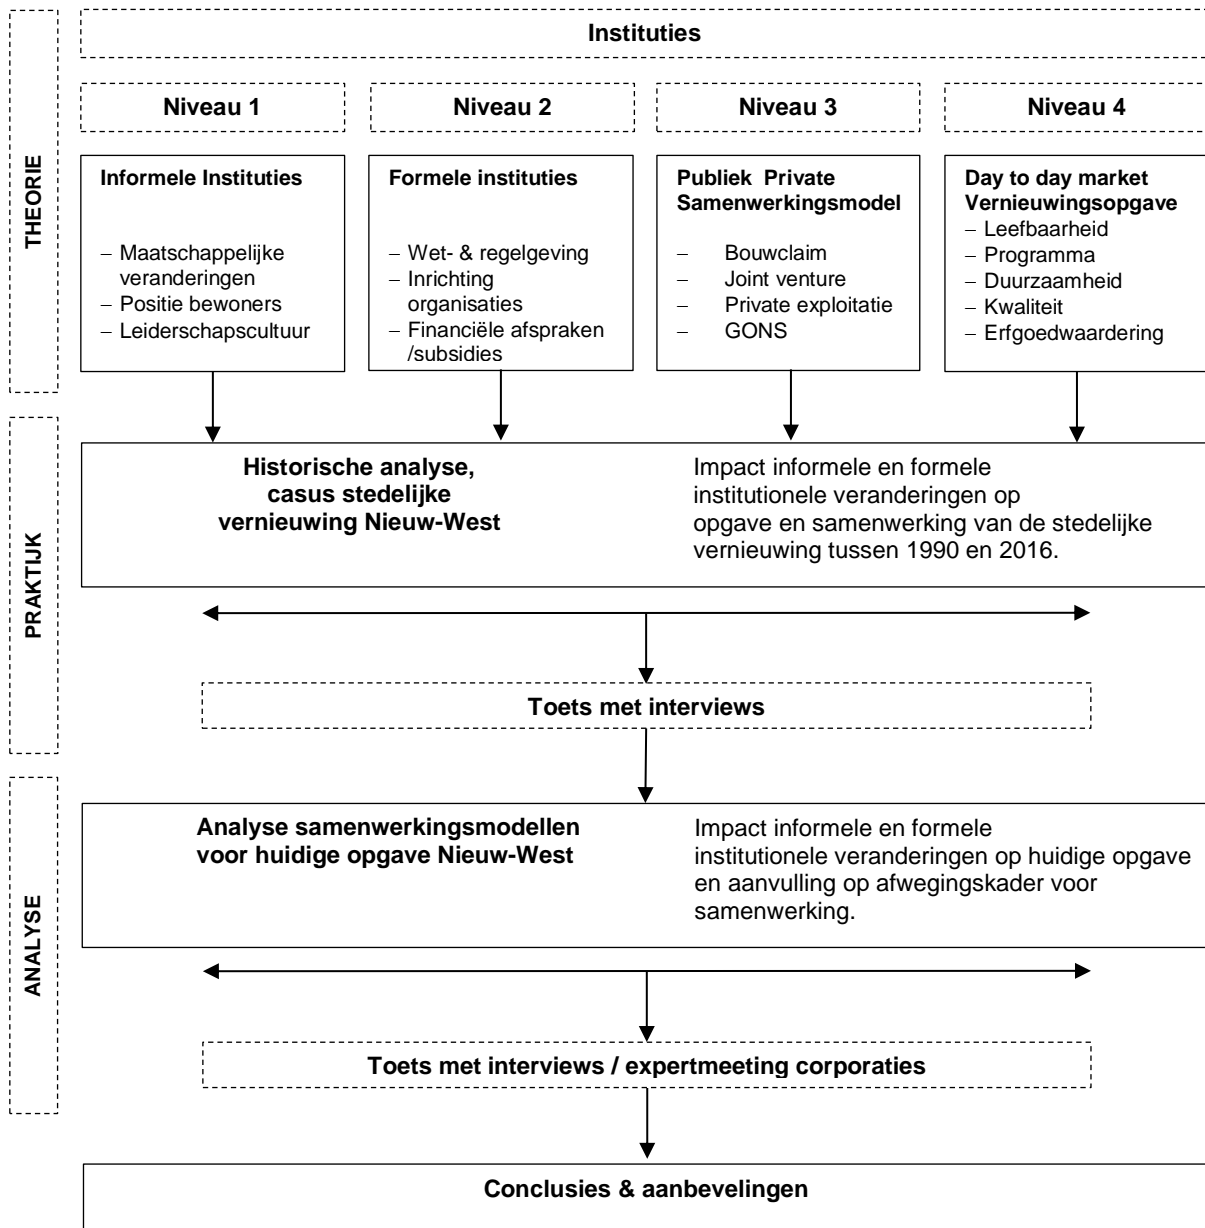 Instituties
THEORIE
Niveau 1
Niveau 2
Niveau 3
Niveau 4
Informele Instituties
– Maatschappelijke
veranderingen
– Positie bewoners
– Leiderschapscultuur
Formele instituties
– Wet- & regelgeving
– Inrichting
organisaties
– Financiële afspraken
/subsidies
Publiek Private
Samenwerkingsmodel
– Bouwclaim
– Joint venture
– Private exploitatie
– GONS
Day to day market
Vernieuwingsopgave
– Leefbaarheid
– Programma
– Duurzaamheid
– Kwaliteit
– Erfgoedwaardering
PRAKTIJK
Historische analyse,
casus stedelijke
vernieuwing Nieuw-West
Impact informele en formele
institutionele veranderingen op
opgave en samenwerking van de stedelijke
vernieuwing tussen 1990 en 2016.
Toets met interviews
ANALYSE
Analyse samenwerkingsmodellen
voor huidige opgave Nieuw-West
Impact informele en formele
institutionele veranderingen op huidige opgave
en aanvulling op afwegingskader voor
samenwerking.
Toets met interviews / expertmeeting corporaties
Conclusies & aanbevelingen